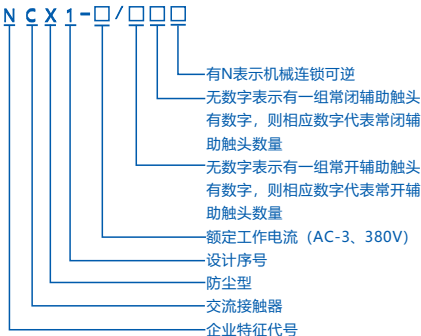 NCX1-□/□□□
有N表示机械连锁可逆
无数字表示有一组常闭辅助触头
有数字，则相应数字代表常闭辅
助触头数量
无数字表示有一组常开辅助触头
有数字，则相应数字代表常开辅
助触头数量
额定工作电流（AC-3、380V）
设计序号
防尘型
交流接触器
企业特征代号